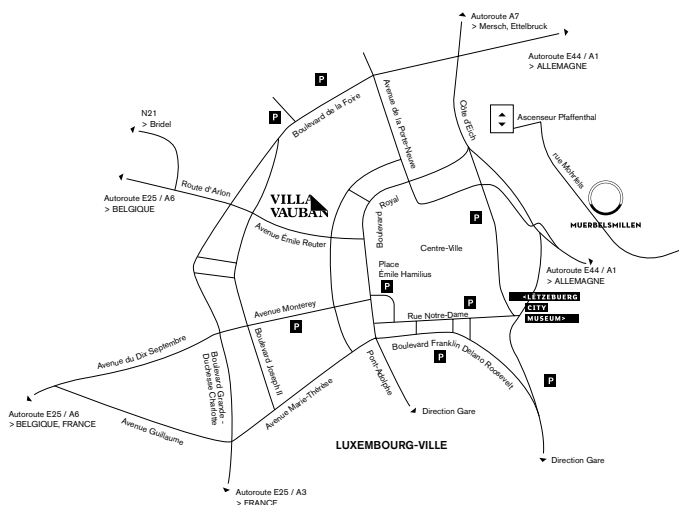 Autoroute A7
> Mersch, Ettelbruck
Autoroute E44 / A1
> ALLEMAGNE
P
P
N21
> Bridel
Boulevard de la Foire
Avenue de la Porte-Neuve
Côte d'Eich
Ascenseur Pfaffenthal
rue Mohrfels
Autoroute E25 / A6
> BELGIQUE
Route d'Arlon
VILLA
VAUBAN
Royal
Boulevard
P
MUERBELSMILLEN
Avenue Émile Reuter
Centre-Ville
Place
Émile Hamilius
P
Autoroute E44 / A1
> ALLEMAGNE
<LËTZEBUERG
CITY
MUSEUM>
P
Avenue Monterey
P
Rue Notre-Dame
Boulevard Franklin Delano Roosevelt
P
P
Avenue du Dix Septembre
Boulevard Grande -
Duchesse Charlotte
Boulevard Joseph II
Pont-Adolphe
Avenue Marie-Thérèse
Autoroute E25 / A6
> BELGIQUE, FRANCE
Avenue Guillaume
Direction Gare
LUXEMBOURG-VILLE
Direction Gare
Autoroute E25 / A3
> FRANCE